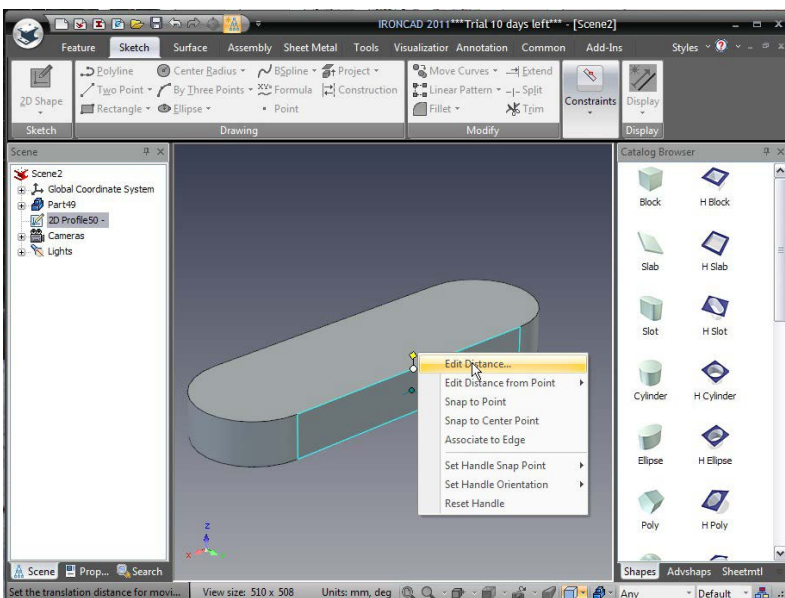 IRONCAD 2011***Trial 10 days left*** - [Scene2]
Feature Sketch Surface Assembly Sheet Metal Tools Visualization Annotation Common Add-Ins Styles
2D Shape
Polyline Center Radius BSpline Project
Two Point By Three Points Formula Construction
Rectangle Ellipse Point
Move Curves Extend
Linear Pattern Split
Fillet Trim
Constraints
Display
Sketch Drawing Modify Display
Scene
Scene2
Global Coordinate System
Part49
2D Profile50 -
Cameras
Lights
Edit Distance...
Edit Distance from Point
Snap to Point
Snap to Center Point
Associate to Edge
Set Handle Snap Point
Set Handle Orientation
Reset Handle
z
x
Catalog Browser
Block H Block
Slab H Slab
Slot H Slot
Cylinder H Cylinder
Ellipse H Ellipse
Poly H Poly
Scene Prop... Search
Shapes Advshaps Sheetmtl
Set the translation distance for movi... View size: 510 x 508 Units: mm, deg Any Default